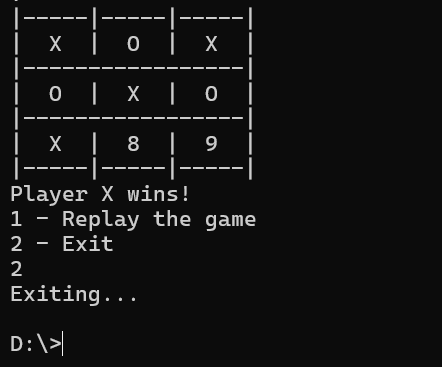 |-----|-----|-----|
|  X  |  O  |  X  |
|-----------------|
|  O  |  X  |  O  |
|-----------------|
|  X  |  8  |  9  |
|-----|-----|-----|
Player X wins!
1 - Replay the game
2 - Exit
2
Exiting...
D:\>